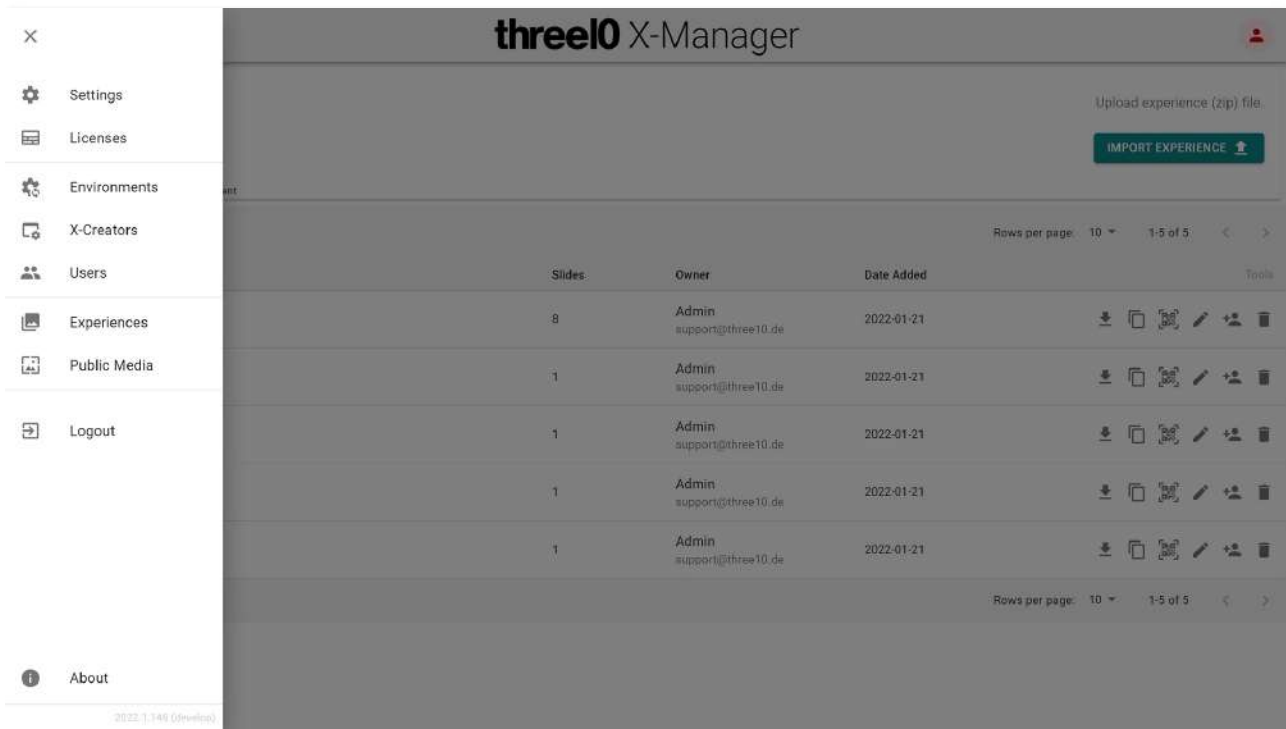 three10 X-Manager
Settings
Licenses
Environments
X-Creators
Users
Experiences
Public Media
Logout
About
2022.1.146 (develop)
Upload experience (zip) file.
IMPORT EXPERIENCE
Rows per page: 10 1-5 of 5
Slides Owner Date Added Tools
8 Admin 2022-01-21
support@three10.de
1 Admin 2022-01-21
support@three10.de
1 Admin 2022-01-21
support@three10.de
1 Admin 2022-01-21
support@three10.de
1 Admin 2022-01-21
support@three10.de
Rows per page: 10 1-5 of 5